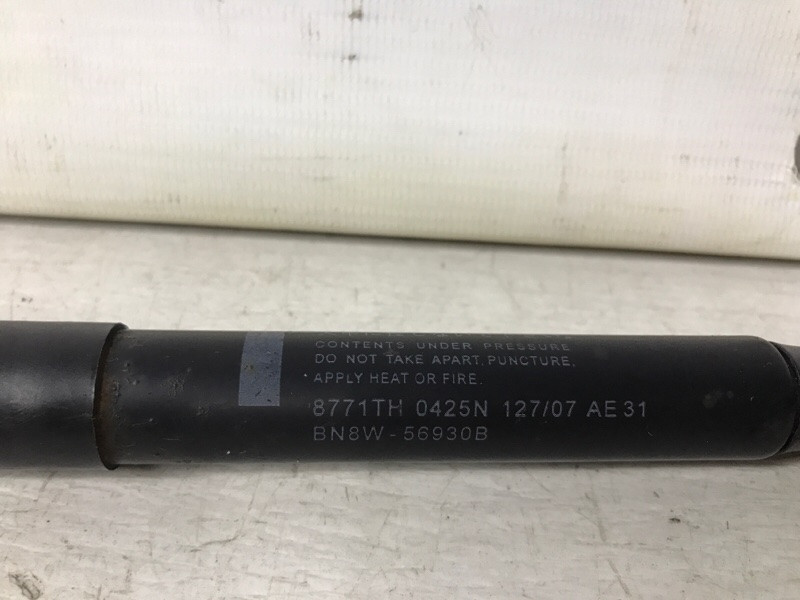 CONTENTS UNDER PRESSURE
DO NOT TAKE APART, PUNCTURE,
APPLY HEAT OR FIRE.
8771TH 0425N 127/07 AE 31
BN8W-56930B